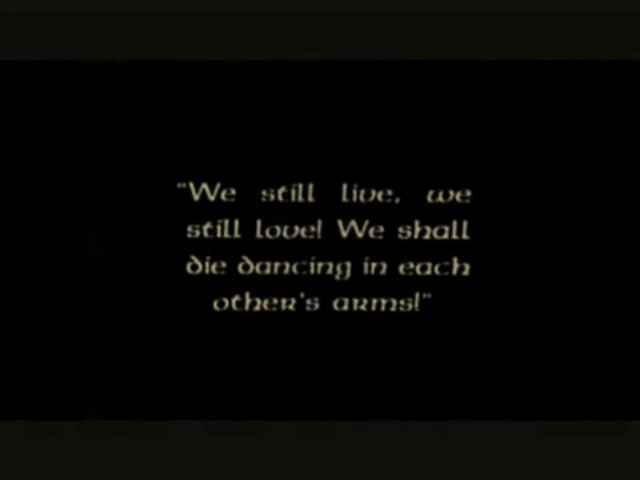 "We still live, we
still love! We shall
die dancing in each
other's arms!"